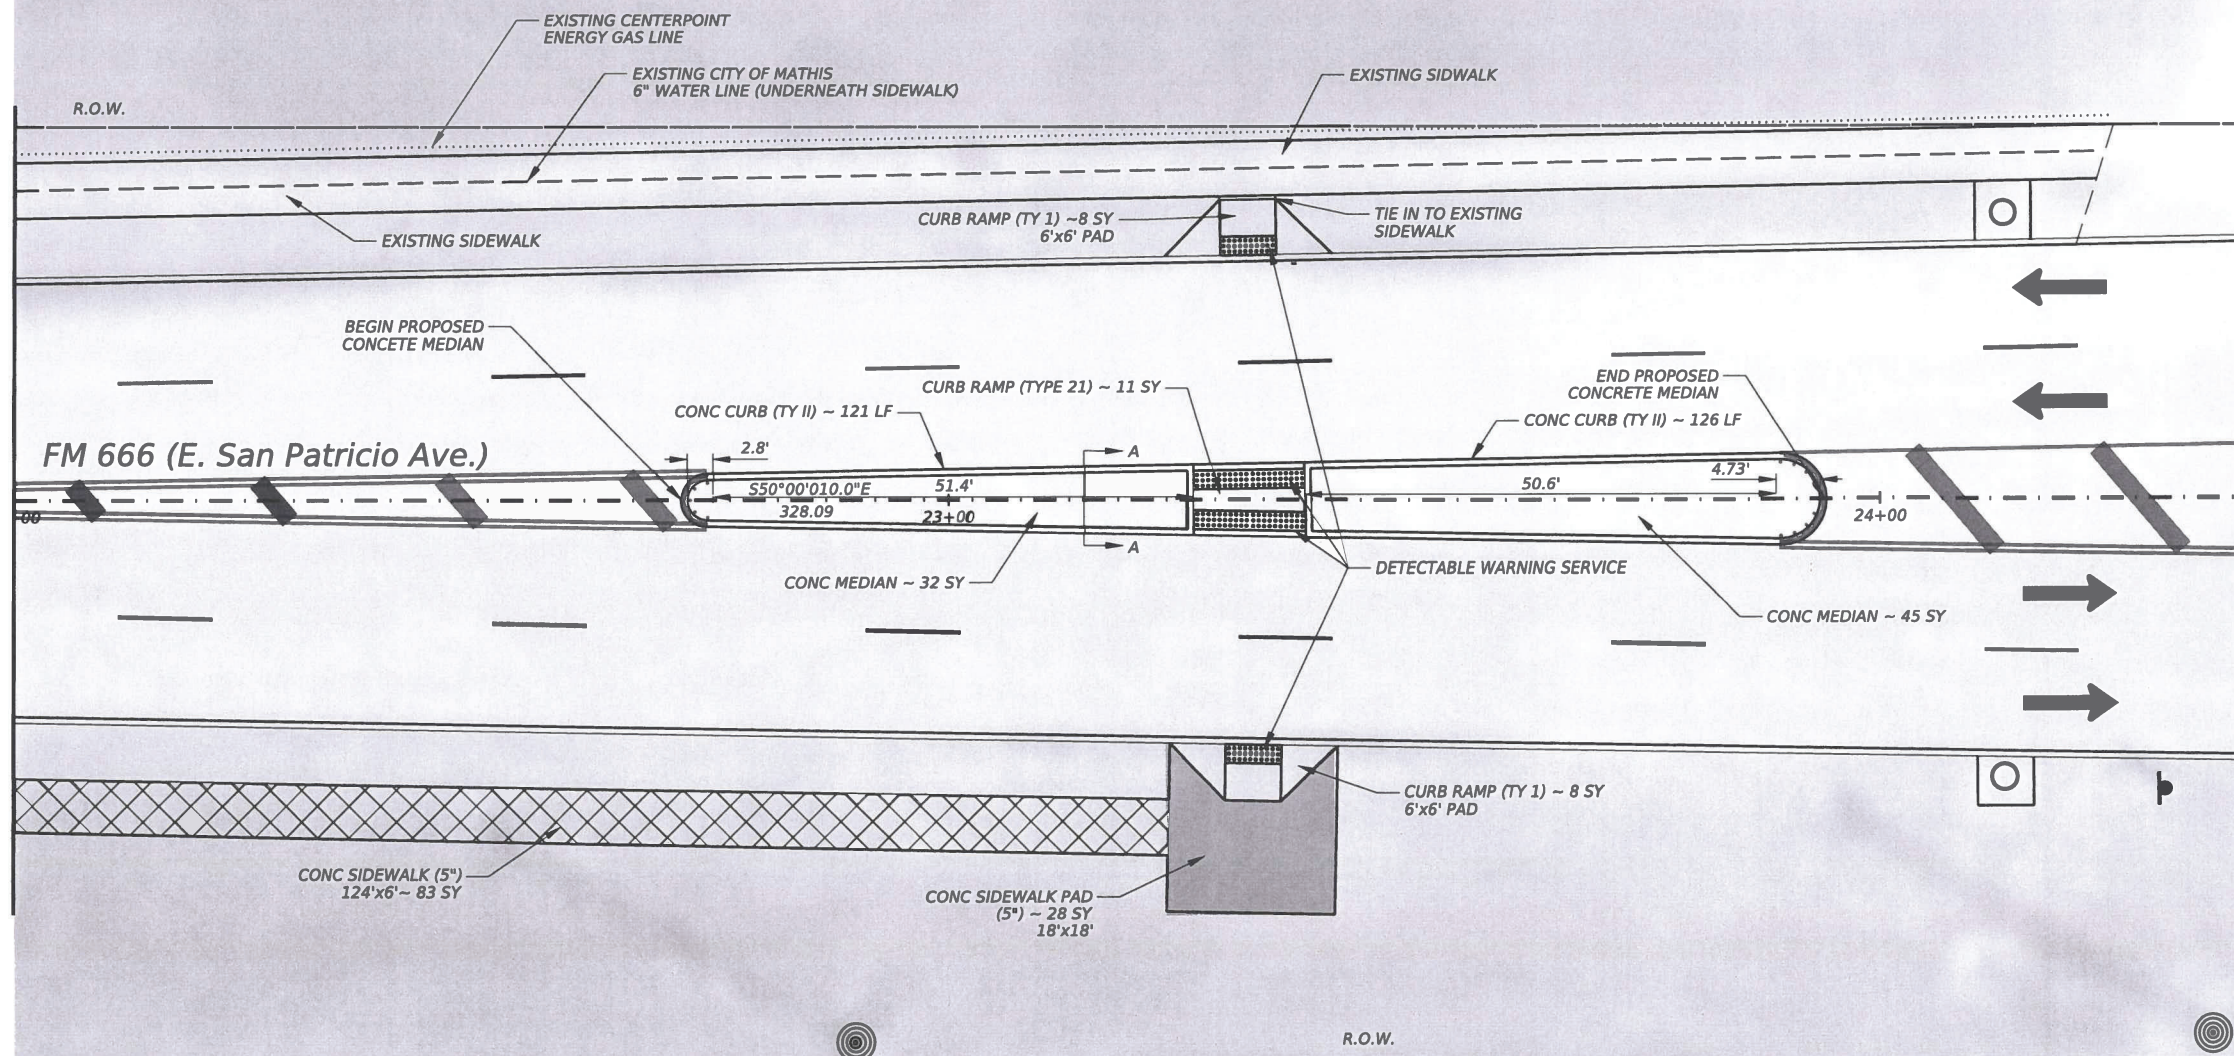 EXISTING CENTERPOINT
ENERGY GAS LINE
EXISTING CITY OF MATHIS
6" WATER LINE (UNDERNEATH SIDEWALK)
EXISTING SIDWALK
R.O.W.
CURB RAMP (TY 1) ~8 SY
6'x6' PAD
TIE IN TO EXISTING
SIDEWALK
EXISTING SIDEWALK
BEGIN PROPOSED
CONCETE MEDIAN
CURB RAMP (TYPE 21) ~ 11 SY
END PROPOSED
CONCRETE MEDIAN
CONC CURB (TY II) ~ 121 LF
CONC CURB (TY II) ~ 126 LF
FM 666 (E. San Patricio Ave.)
2.8'
A
4.73'
S50°00'010.0"E
51.4'
50.6'
328.09
23+00
24+00
00
A
CONC MEDIAN ~ 32 SY
DETECTABLE WARNING SERVICE
CONC MEDIAN ~ 45 SY
CURB RAMP (TY 1) ~ 8 SY
6'x6' PAD
CONC SIDEWALK (5")
124'x6'~ 83 SY
CONC SIDEWALK PAD
(5") ~ 28 SY
18'x18'
R.O.W.